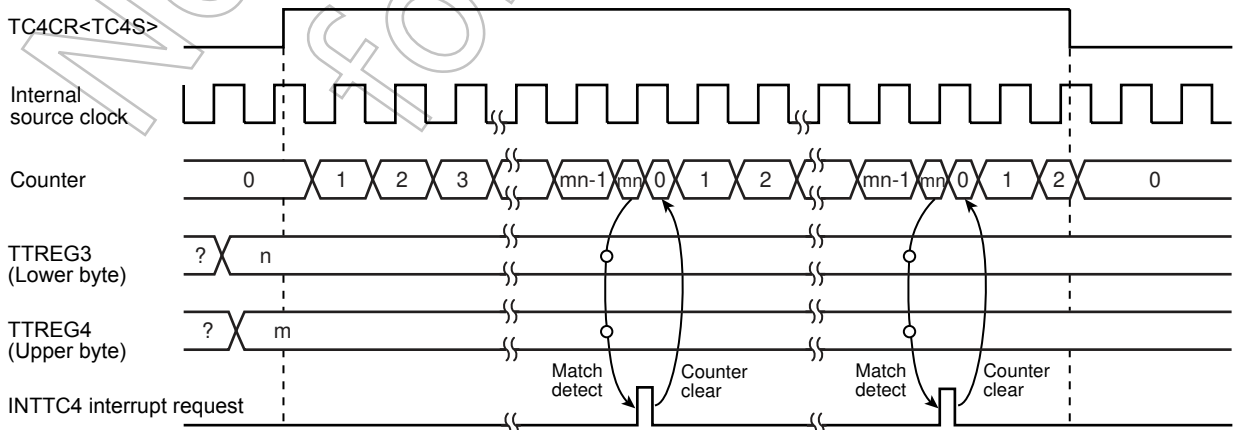 TC4CR<TC4S>
Internal
source clock
Counter
0 1 2 3 mn-1 mn 0 1 2 mn-1 mn 0 1 2 0
TTREG3
(Lower byte)
? n
TTREG4
(Upper byte)
? m
Match
detect
Counter
clear
Match
detect
Counter
clear
INTTC4 interrupt request